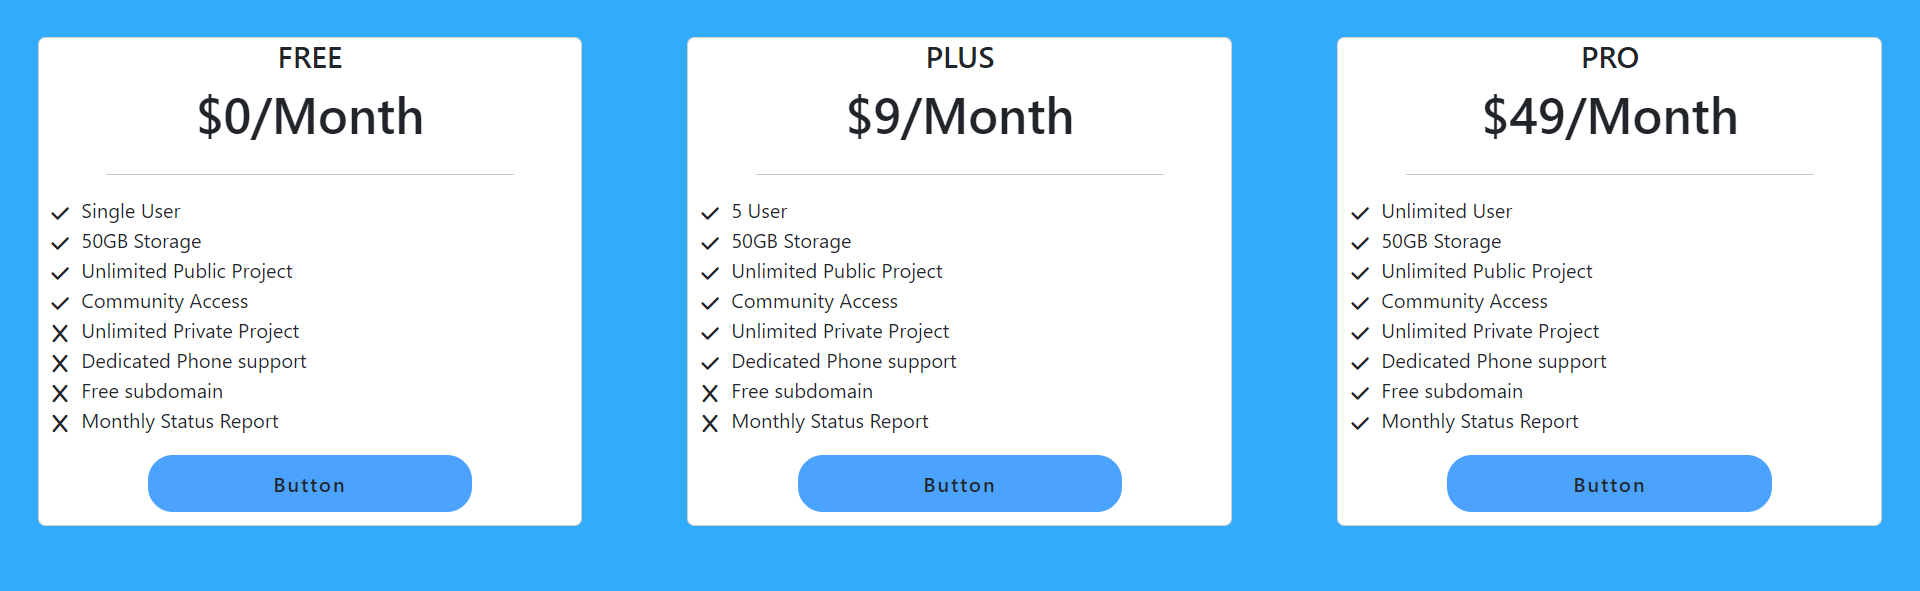 FREE
$0/Month
Single User
50GB Storage
Unlimited Public Project
Community Access
Unlimited Private Project
Dedicated Phone support
Free subdomain
Monthly Status Report
Button
PLUS
$9/Month
5 User
50GB Storage
Unlimited Public Project
Community Access
Unlimited Private Project
Dedicated Phone support
Free subdomain
Monthly Status Report
Button
PRO
$49/Month
Unlimited User
50GB Storage
Unlimited Public Project
Community Access
Unlimited Private Project
Dedicated Phone support
Free subdomain
Monthly Status Report
Button